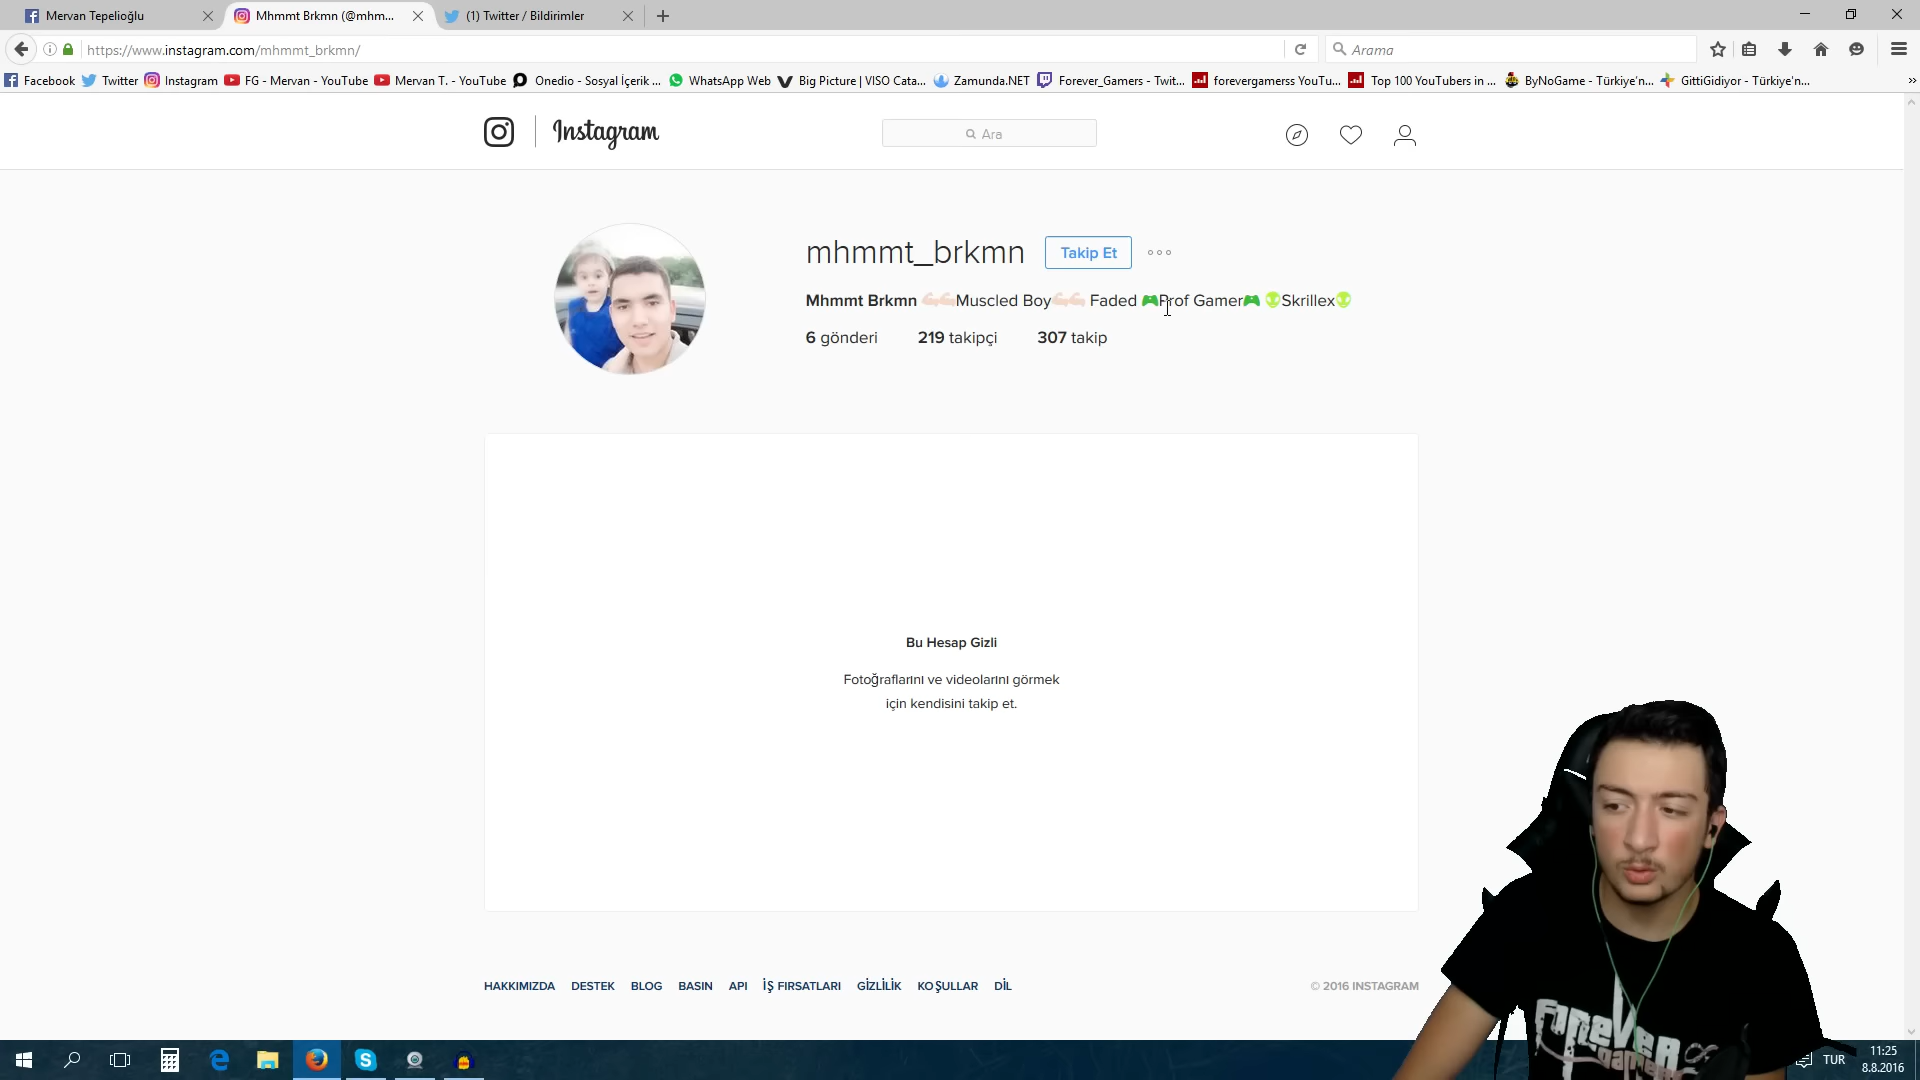 Mervan Tepelioğlu
Mhmmt Brkmn (@mhm...
(1) Twitter / Bildirimler
https://www.instagram.com/mhmmt_brkmn/
Arama
Facebook Twitter Instagram FG - Mervan - YouTube Mervan T. - YouTube Onedio - Sosyal İçerik ... WhatsApp Web Big Picture | VISO Cata... Zamunda.NET Forever_Gamers - Twit... forevergamerss YouTu... Top 100 YouTubers in ... ByNoGame - Türkiye'n... GittiGidiyor - Türkiye'n...
Instagram
Ara
mhmmt_brkmn Takip Et
Mhmmt Brkmn 💪🏻💪🏻Muscled Boy💪🏻💪🏻 Faded 🎮Prof Gamer🎮 👽Skrillex👽
6 gönderi 219 takipçi 307 takip
Bu Hesap Gizli
Fotoğraflarını ve videolarını görmek
için kendisini takip et.
HAKKIMIZDA DESTEK BLOG BASIN API İŞ FIRSATLARI GİZLİLİK KOŞULLAR DİL
© 2016 INSTAGRAM
Forever
gamers
TUR
11:25
8.8.2016